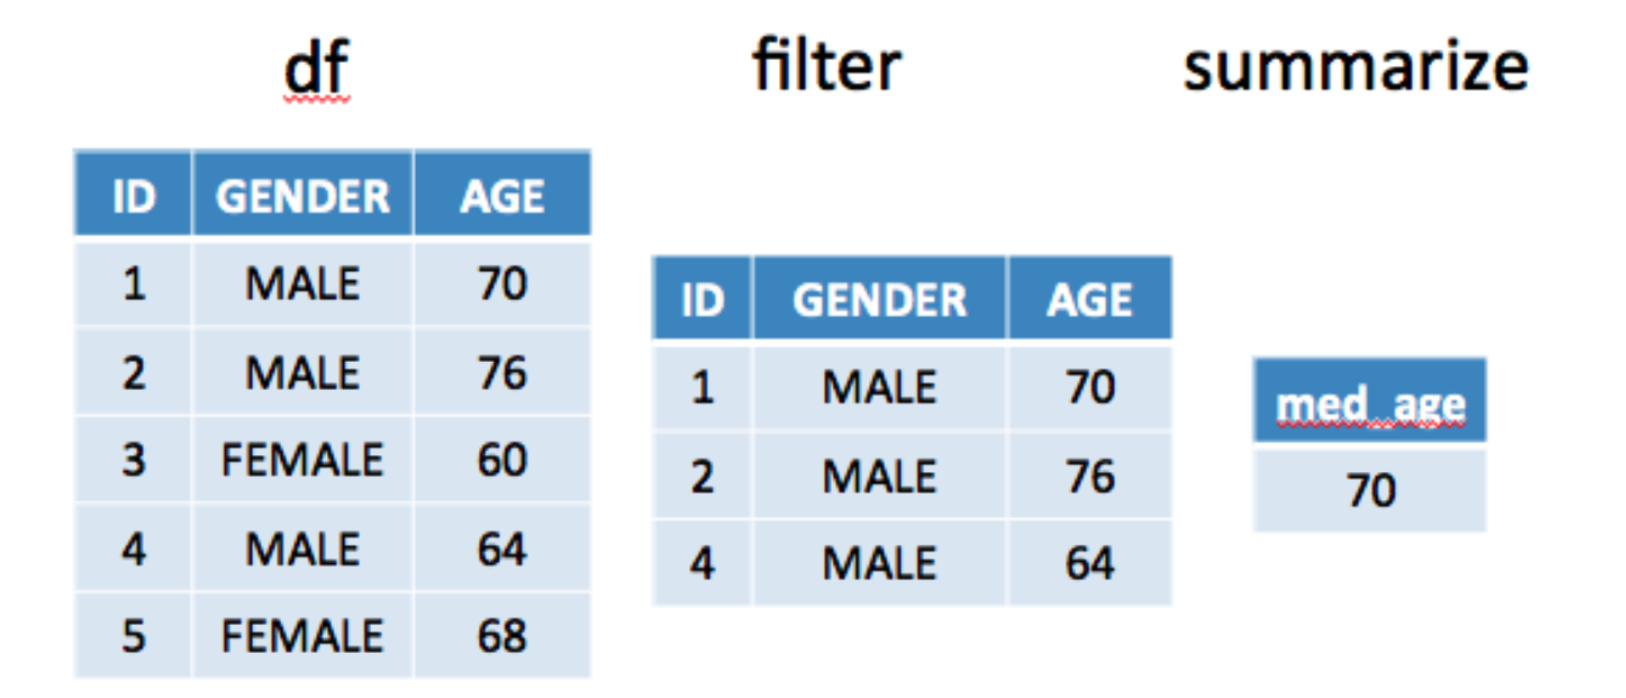 df
filter
summarize
ID GENDER AGE
1 MALE 70
2 MALE 76
3 FEMALE 60
4 MALE 64
5 FEMALE 68
ID GENDER AGE
1 MALE 70
2 MALE 76
4 MALE 64
med_age
70